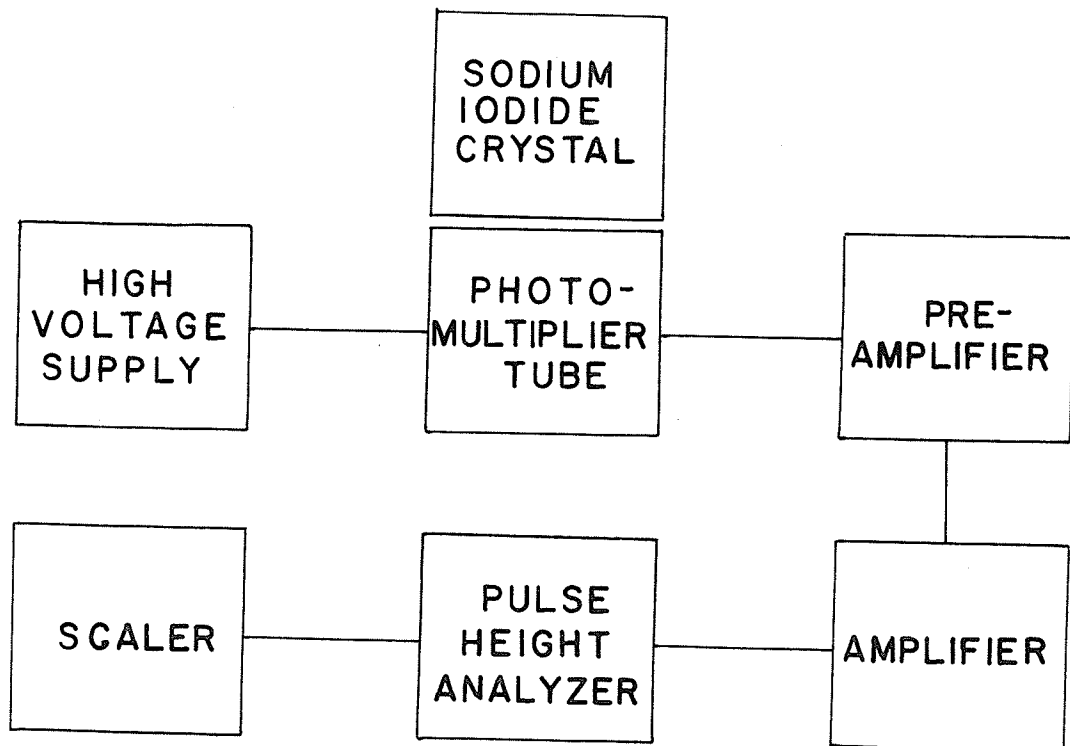 SODIUM
IODIDE
CRYSTAL
HIGH
VOLTAGE
SUPPLY
PHOTO-
MULTIPLIER
TUBE
PRE-
AMPLIFIER
SCALER
PULSE
HEIGHT
ANALYZER
AMPLIFIER